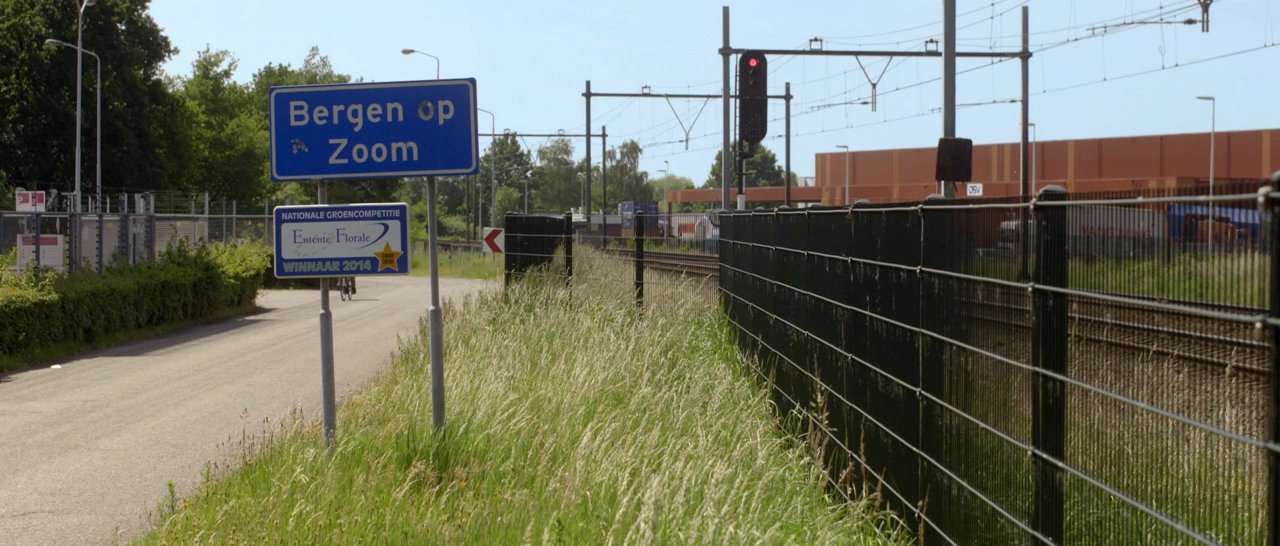 Bergen op
Zoom
NATIONALE GROENCOMPETITIE
Entente Florale
WINNAAR 2014